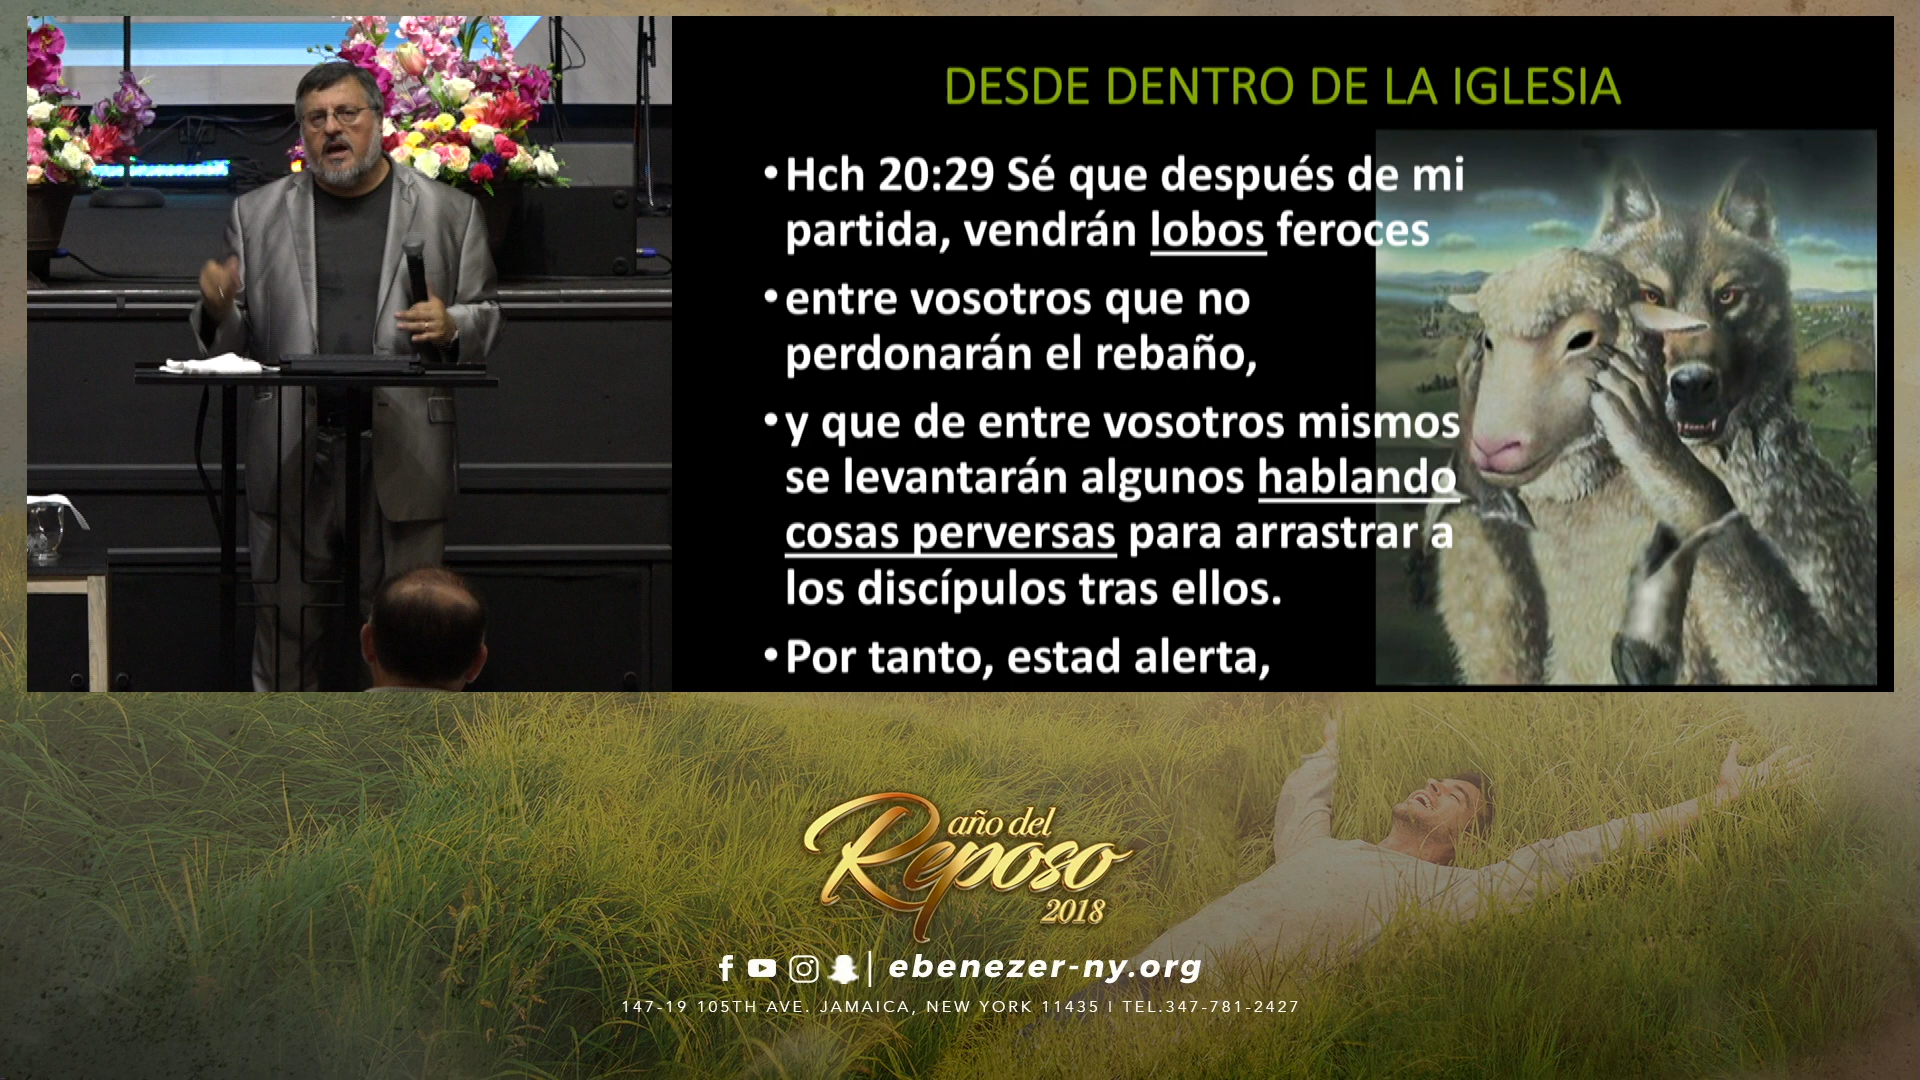 DESDE DENTRO DE LA IGLESIA
• Hch 20:29 Sé que después de mi
partida, vendrán lobos feroces
• entre vosotros que no
perdonarán el rebaño,
• y que de entre vosotros mismos
se levantarán algunos hablando
cosas perversas para arrastrar a
los discípulos tras ellos.
• Por tanto, estad alerta,
año del
Reposo
2018
| ebenezer-ny.org
147-19 105TH AVE. JAMAICA, NEW YORK 11435 | TEL.347-781-2427